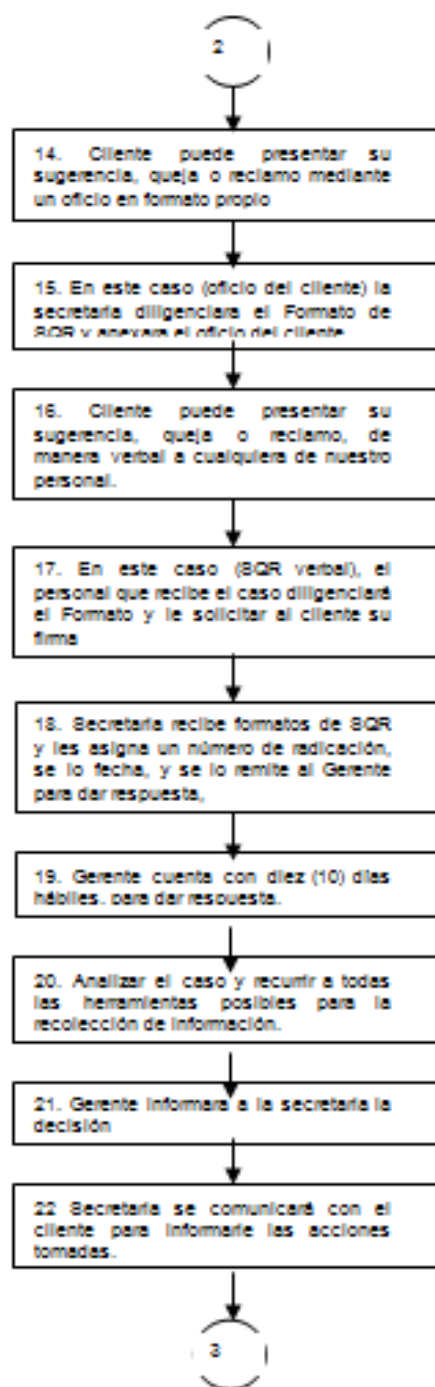 2
14. Cliente puede presentar su
sugerencia, queja o reclamo mediante
un oficio en formato propio
15. En este caso (oficio del cliente) la
secretaria diligenciara el Formato de
SQR y anexara el oficio del cliente
16. Cliente puede presentar su
sugerencia, queja o reclamo, de
manera verbal a cualquiera de nuestro
personal.
17. En este caso (SQR verbal), el
personal que recibe el caso diligenciará
el Formato y le solicitar al cliente su
firma
18. Secretaria recibe formatos de SQR
y les asigna un número de radicación,
se lo fecha, y se lo remite al Gerente
para dar respuesta,
19. Gerente cuenta con diez (10) días
hábiles. para dar respuesta.
20. Analizar el caso y recurrir a todas
las herramientas posibles para la
recolección de información.
21. Gerente informara a la secretaria la
decisión
22 Secretaria se comunicará con el
cliente para informarle las acciones
tomadas.
3